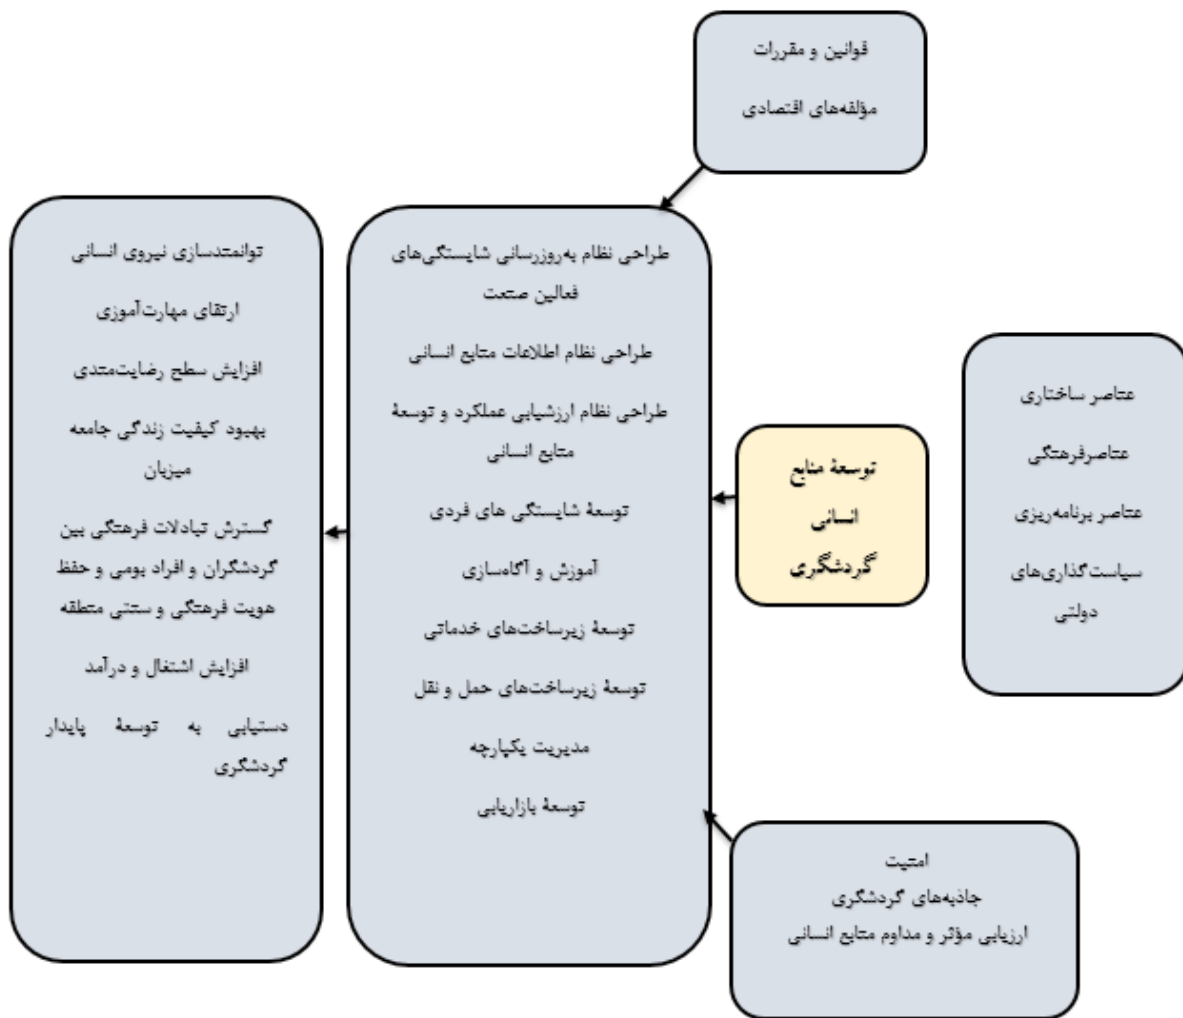 قوانین و مقررات
مؤلفه‌های اقتصادی
عناصر ساختاری
عناصرفرهنگی
عناصر برنامه‌ریزی
سیاست‌گذاری‌های
دولتی
توسعهٔ منابع
انسانی
گردشگری
طراحی نظام به‌روزرسانی شایستگی‌های
فعالین صنعت
طراحی نظام اطلاعات منابع انسانی
طراحی نظام ارزشیابی عملکرد و توسعهٔ
منابع انسانی
توسعهٔ شایستگی های فردی
آموزش و آگاه‌سازی
توسعهٔ زیرساخت‌های خدماتی
توسعهٔ زیرساخت‌های حمل و نقل
مدیریت یکپارچه
توسعهٔ بازاریابی
امنیت
جاذبه‌های گردشگری
ارزیابی مؤثر و مداوم منابع انسانی
توانمندسازی نیروی انسانی
ارتقای مهارت‌آموزی
افزایش سطح رضایت‌مندی
بهبود کیفیت زندگی جامعه
میزبان
گسترش تبادلات فرهنگی بین
گردشگران و افراد بومی و حفظ
هویت فرهنگی و سنتی منطقه
افزایش اشتغال و درآمد
دستیابی به توسعهٔ پایدار
گردشگری